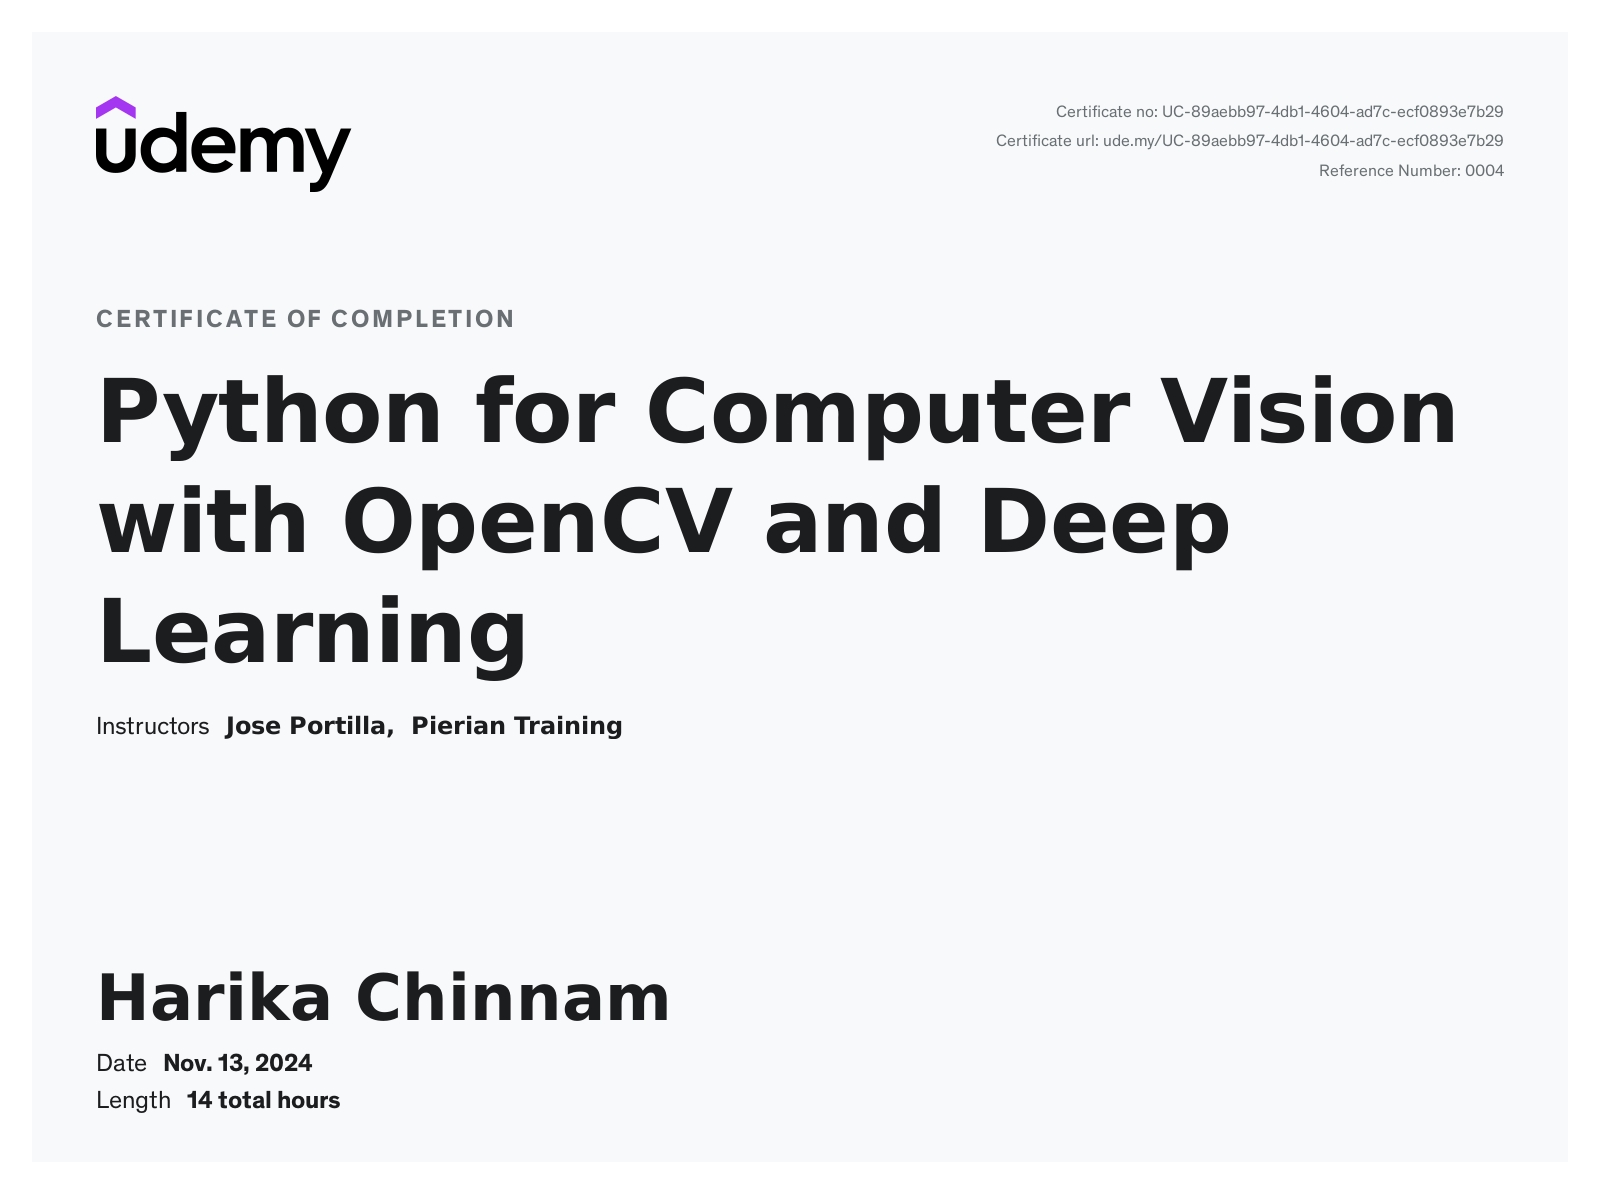 udemy
Certificate no: UC-89aebb97-4db1-4604-ad7c-ecf0893e7b29
Certificate url: ude.my/UC-89aebb97-4db1-4604-ad7c-ecf0893e7b29
Reference Number: 0004
CERTIFICATE OF COMPLETION
Python for Computer Vision
with OpenCV and Deep
Learning
Instructors Jose Portilla, Pierian Training
Harika Chinnam
Date Nov. 13, 2024
Length 14 total hours